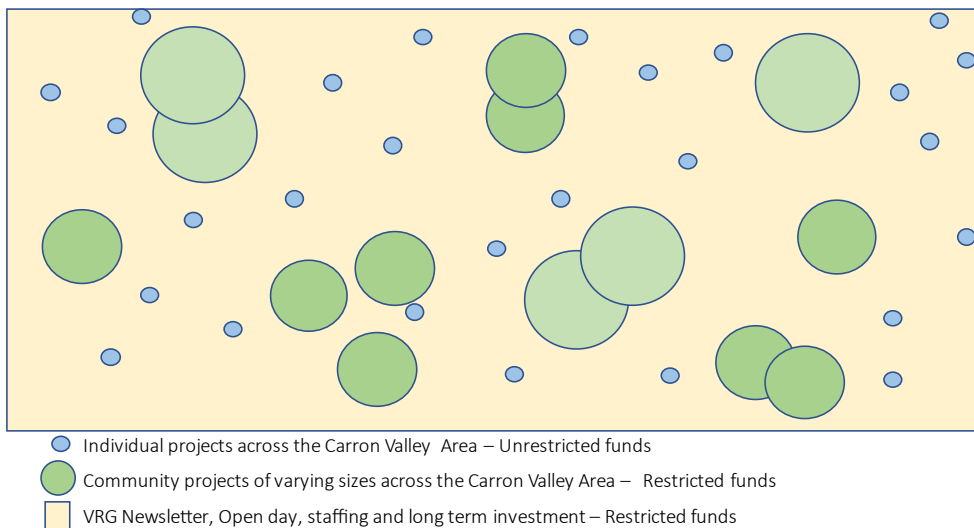 Individual projects across the Carron Valley Area – Unrestricted funds
Community projects of varying sizes across the Carron Valley Area – Restricted funds
VRG Newsletter, Open day, staffing and long term investment – Restricted funds